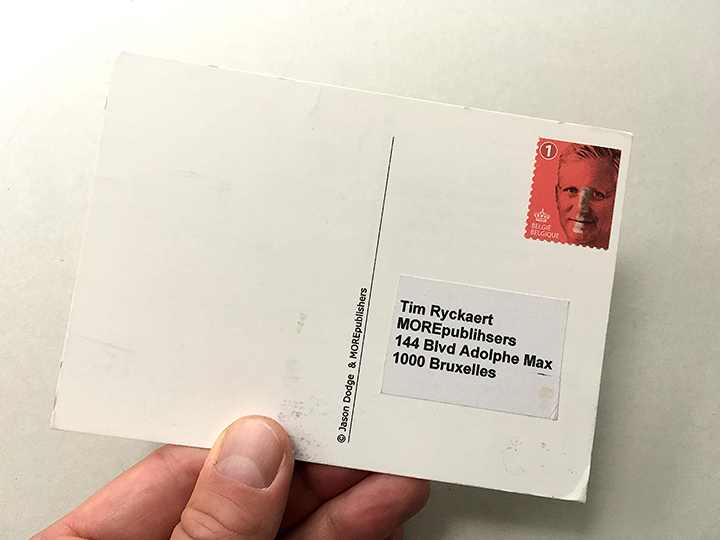 © Jason Dodge & MOREpublishers
1
BELGIË
BELGIQUE
Tim Ryckaert
MOREpublihsers
144 Blvd Adolphe Max
1000 Bruxelles